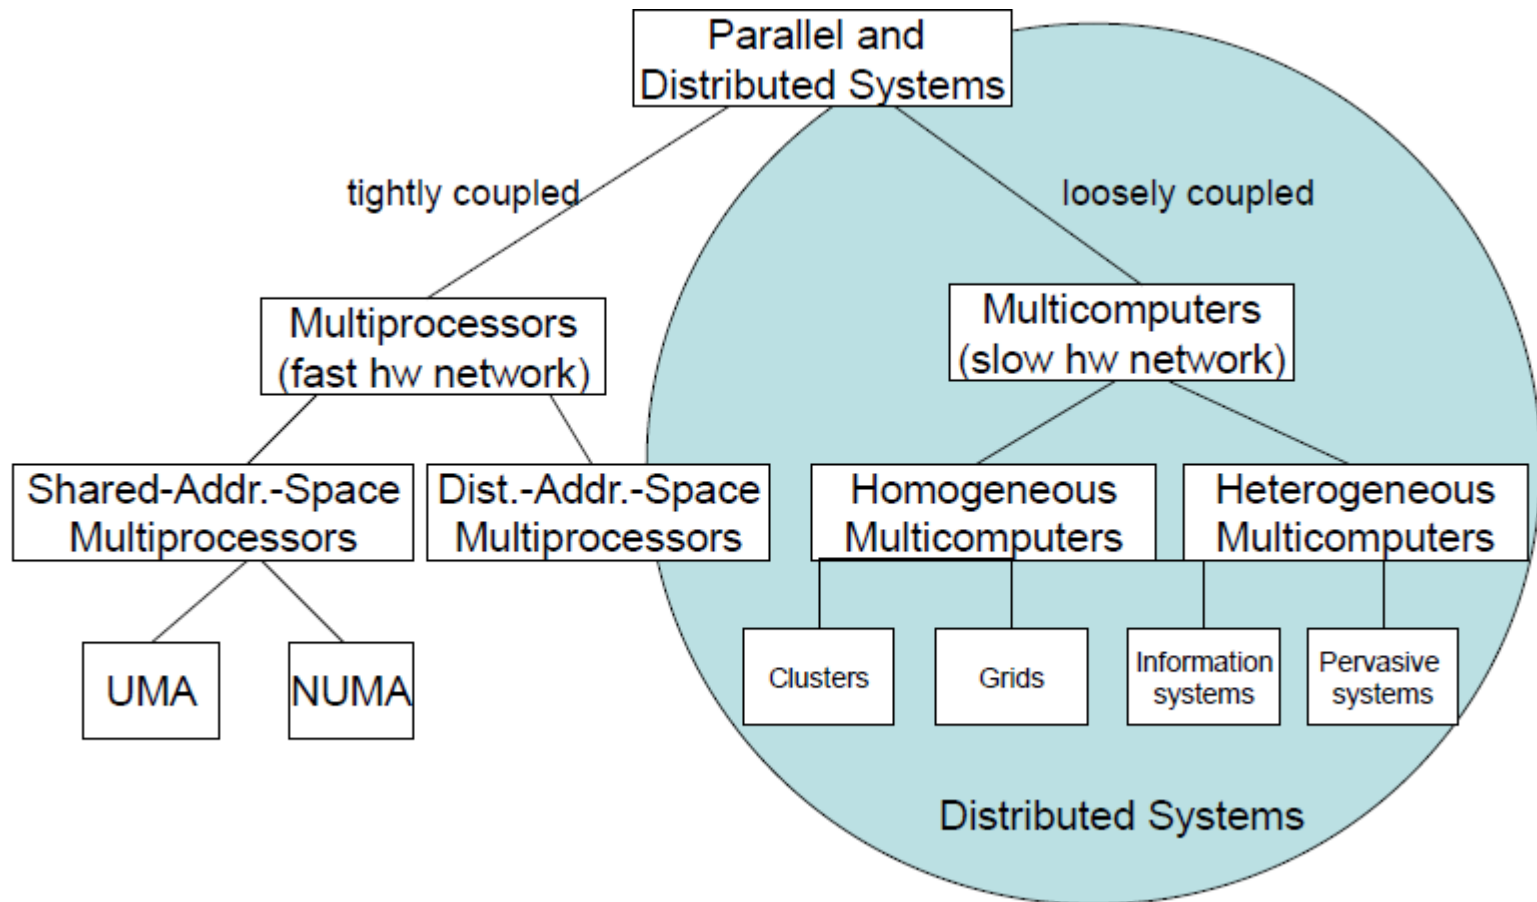 Parallel and
Distributed Systems
tightly coupled
loosely coupled
Multiprocessors
(fast hw network)
Multicomputers
(slow hw network)
Shared-Addr.-Space
Multiprocessors
Dist.-Addr.-Space
Multiprocessors
Homogeneous
Multicomputers
Heterogeneous
Multicomputers
UMA
NUMA
Clusters
Grids
Information
systems
Pervasive
systems
Distributed Systems